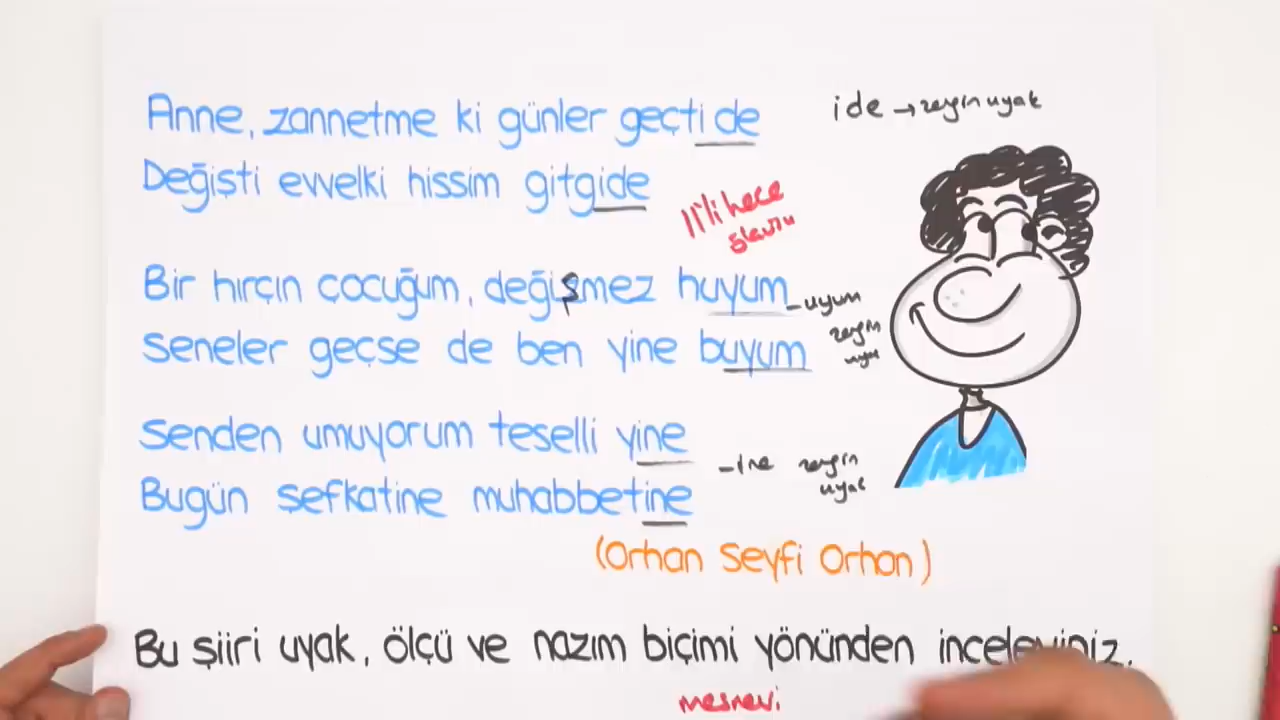 Anne, zannetme ki günler geçti de
ide → zengin uyak
Değişti evvelki hissim gitgide
11'li hece
ölçüsü
Bir hırçın çocuğum, değişmez huyum
-uyum
zengin
uyak
Seneler geçse de ben yine buyum
Senden umuyorum teselli yine
-ine zengin
uyak
Bugün şefkatine muhabbetine
(Orhan Seyfi Orhon)
Bu şiiri uyak, ölçü ve nazım biçimi yönünden inceleyiniz.
mesnevi